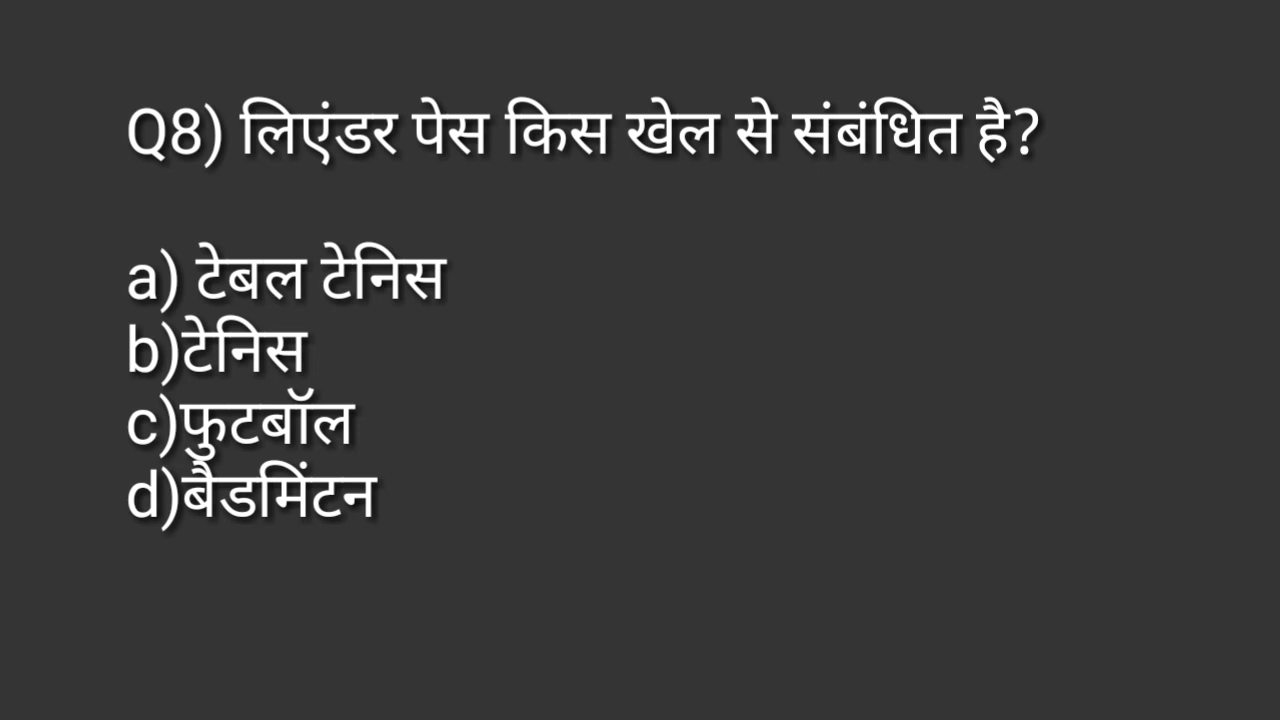 Q8) लिएंडर पेस किस खेल से संबंधित है?
a) टेबल टेनिस
b)टेनिस
c)फुटबॉल
d)बैडमिंटन